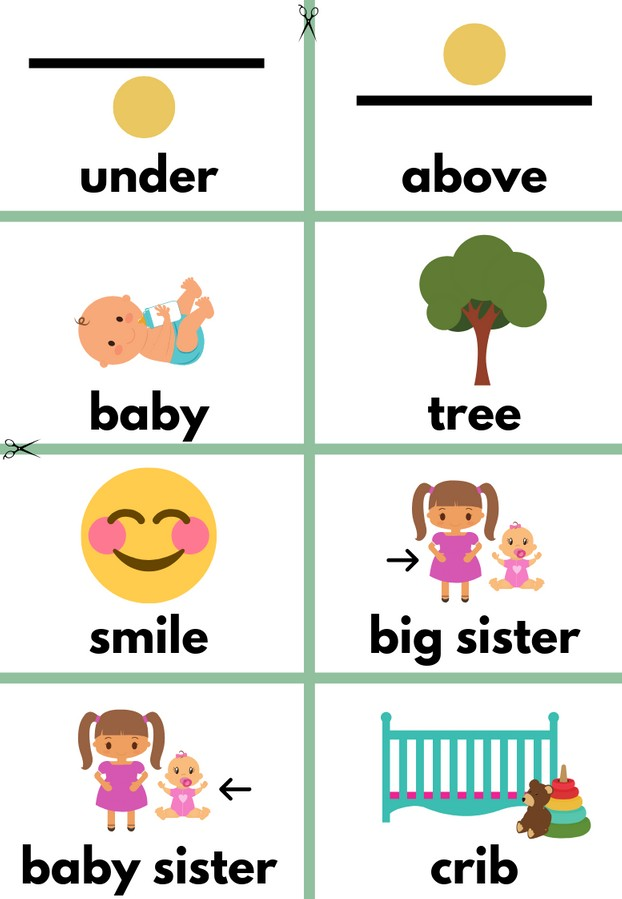 under
above
baby
tree
smile
big sister
baby sister
crib